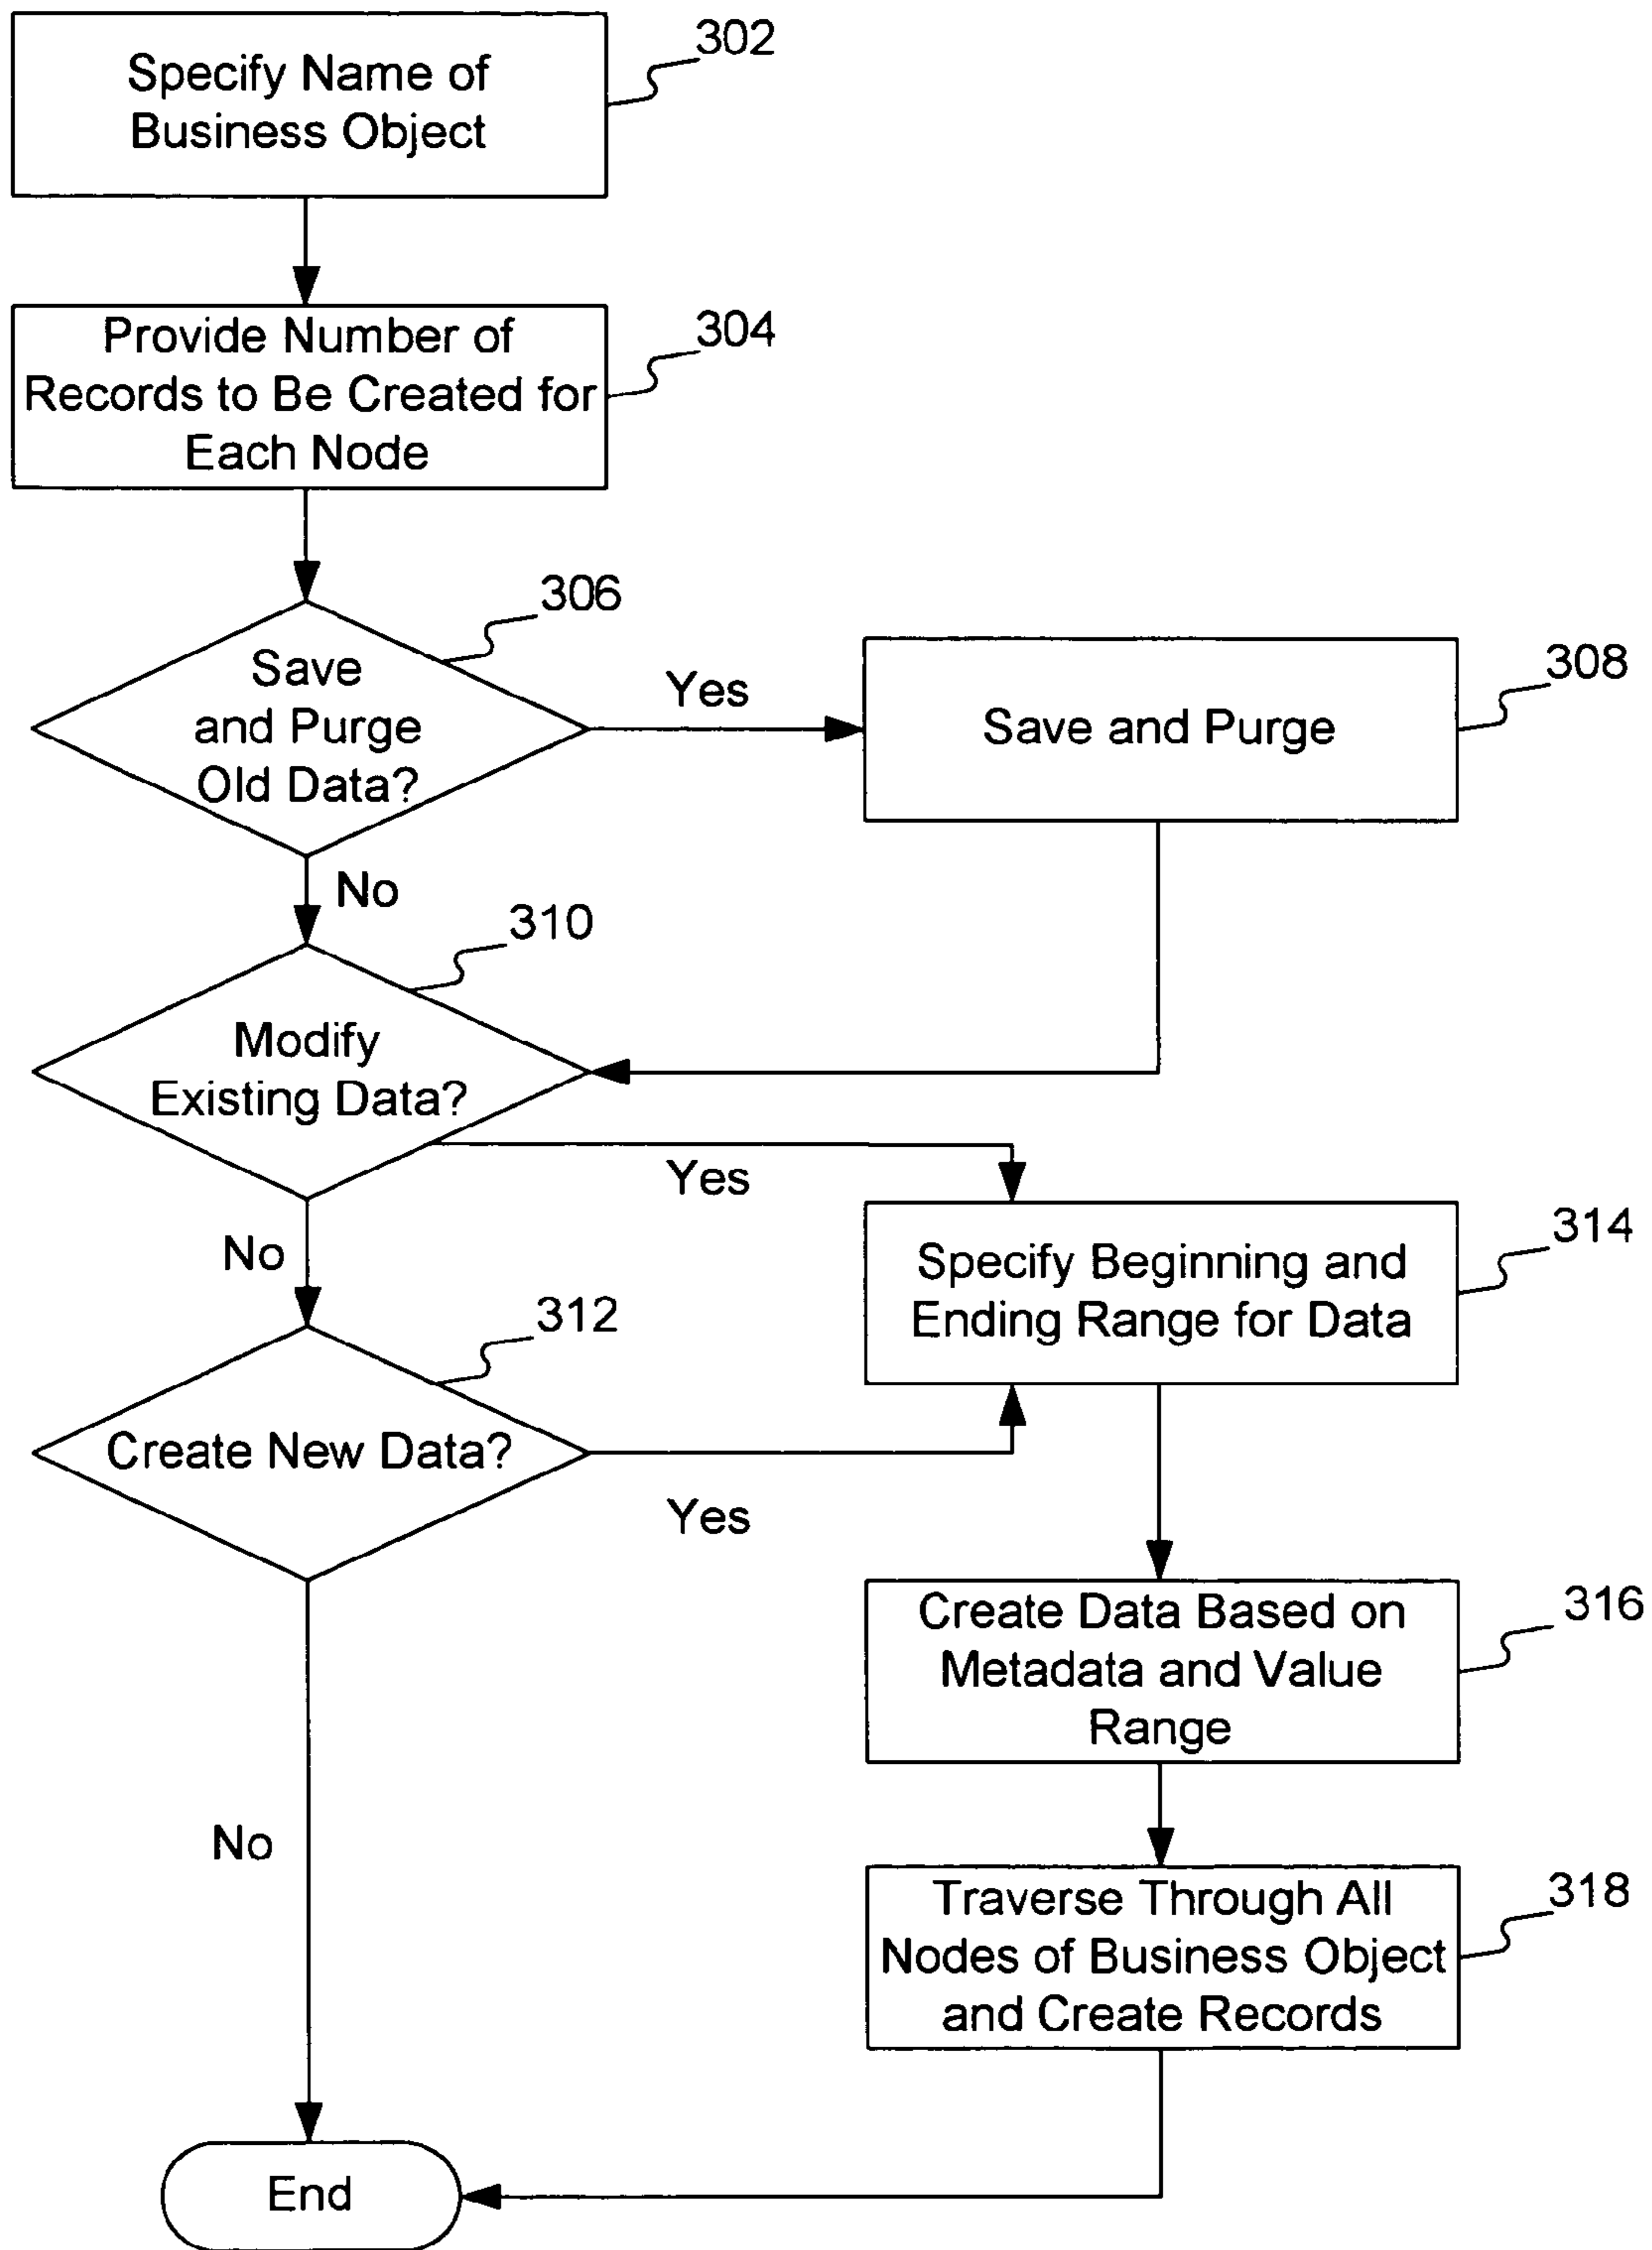 302
Specify Name of
Business Object
304
Provide Number of
Records to Be Created for
Each Node
306
Save
and Purge
Old Data?
Yes
308
Save and Purge
No
310
Modify
Existing Data?
Yes
No
314
Specify Beginning and
Ending Range for Data
312
Create New Data?
Yes
316
Create Data Based on
Metadata and Value
Range
No
318
Traverse Through All
Nodes of Business Object
and Create Records
End